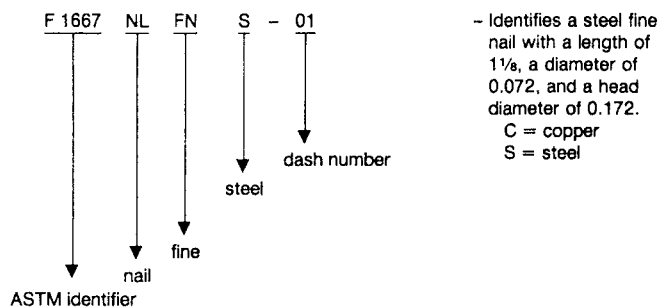 F 1667 NL FN S - 01
dash number
steel
fine
nail
ASTM identifier
– Identifies a steel fine
nail with a length of
1⅛, a diameter of
0.072, and a head
diameter of 0.172.
C = copper
S = steel